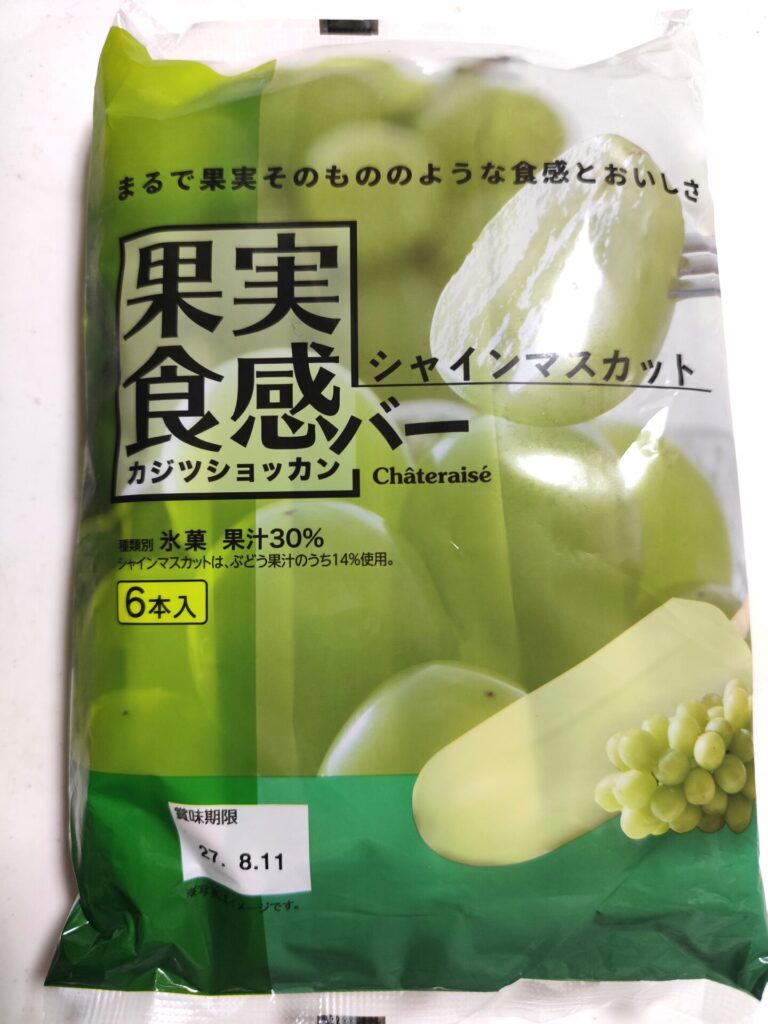 まるで果実そのもののような食感とおいしさ
果実
食感バー
シャインマスカット
カジツショッカン
Châteraisé
種類別 氷菓 果汁30%
シャインマスカットは、ぶどう果汁のうち14%使用。
6本入
賞味期限
27. 8.11
※写真はイメージです。